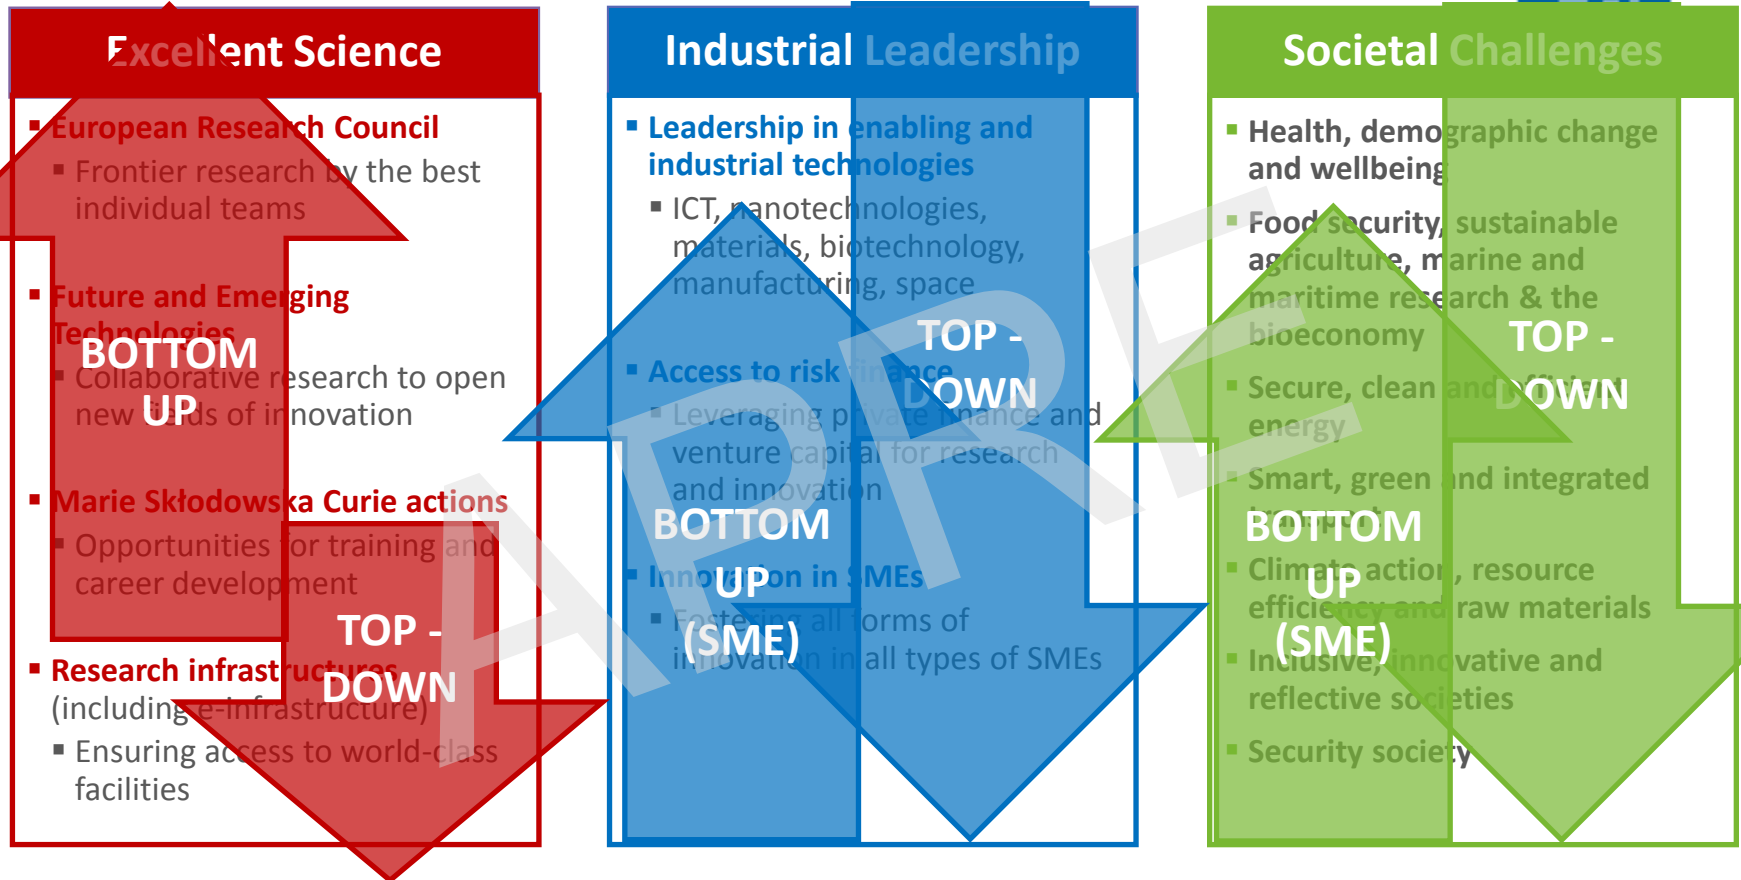 Excellent Science
European Research Council
Frontier research by the best
individual teams
Future and Emerging
Technologies
Collaborative research to open
new fields of innovation
Marie Skłodowska Curie actions
Opportunities for training and
career development
Research infrastructures
(including e-infrastructure)
Ensuring access to world-class
facilities
BOTTOM
UP
TOP -
DOWN
Industrial Leadership
Leadership in enabling and
industrial technologies
ICT, nanotechnologies,
materials, biotechnology,
manufacturing, space
Access to risk finance
Leveraging private finance and
venture capital for research
and innovation
Innovation in SMEs
Fostering all forms of
innovation in all types of SMEs
TOP -
DOWN
BOTTOM
UP
(SME)
Societal Challenges
Health, demographic change
and wellbeing
Food security, sustainable
agriculture, marine and
maritime research & the
bioeconomy
Secure, clean and efficient
energy
Smart, green and integrated
transport
Climate action, resource
efficiency and raw materials
Inclusive, innovative and
reflective societies
Security society
TOP -
DOWN
BOTTOM
UP
(SME)
APRE